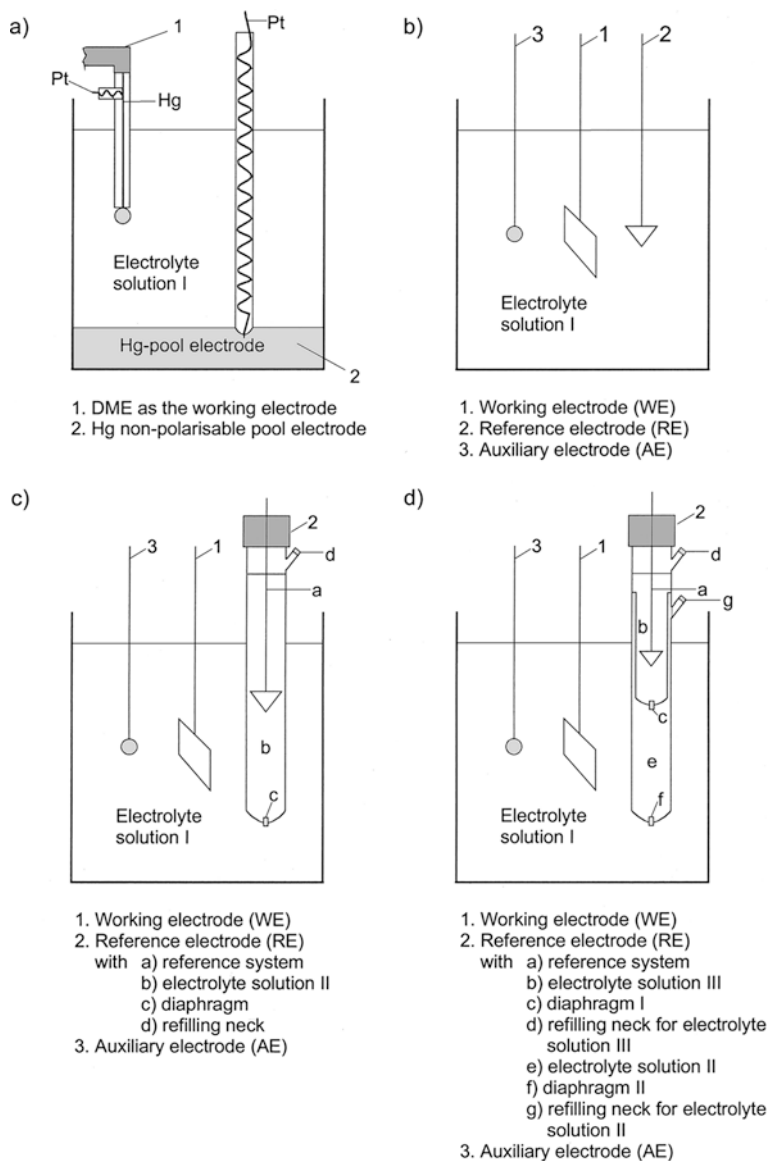 a)
1
Pt
Pt
Hg
Electrolyte
solution I
Hg-pool electrode
2
1. DME as the working electrode
2. Hg non-polarisable pool electrode
b)
3
1
2
Electrolyte
solution I
1. Working electrode (WE)
2. Reference electrode (RE)
3. Auxiliary electrode (AE)
c)
2
3
1
d
a
b
c
Electrolyte
solution I
1. Working electrode (WE)
2. Reference electrode (RE)
with a) reference system
b) electrolyte solution II
c) diaphragm
d) refilling neck
3. Auxiliary electrode (AE)
d)
2
3
1
d
a
g
b
c
e
f
Electrolyte
solution I
1. Working electrode (WE)
2. Reference electrode (RE)
with a) reference system
b) electrolyte solution III
c) diaphragm I
d) refilling neck for electrolyte
solution III
e) electrolyte solution II
f) diaphragm II
g) refilling neck for electrolyte
solution II
3. Auxiliary electrode (AE)